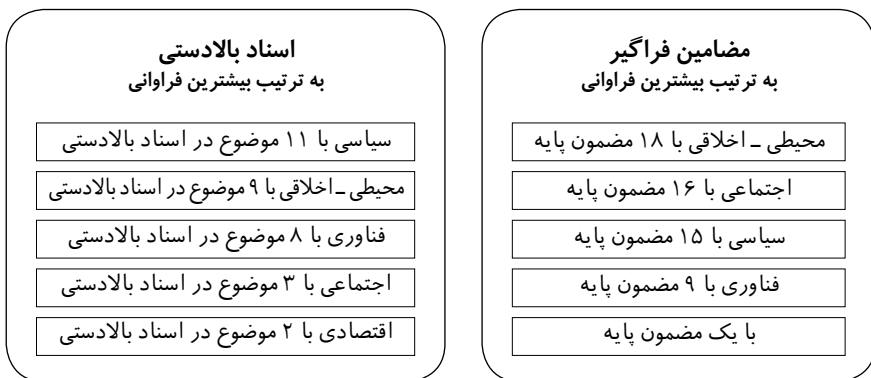 مضامین فراگیر
به ترتیب بیشترین فراوانی
محیطی ـ اخلاقی با ۱۸ مضمون پایه
اجتماعی با ۱۶ مضمون پایه
سیاسی با ۱۵ مضمون پایه
فناوری با ۹ مضمون پایه
با یک مضمون پایه
اسناد بالادستی
به ترتیب بیشترین فراوانی
سیاسی با ۱۱ موضوع در اسناد بالادستی
محیطی ـ اخلاقی با ۹ موضوع در اسناد بالادستی
فناوری با ۸ موضوع در اسناد بالادستی
اجتماعی با ۳ موضوع در اسناد بالادستی
اقتصادی با ۲ موضوع در اسناد بالادستی